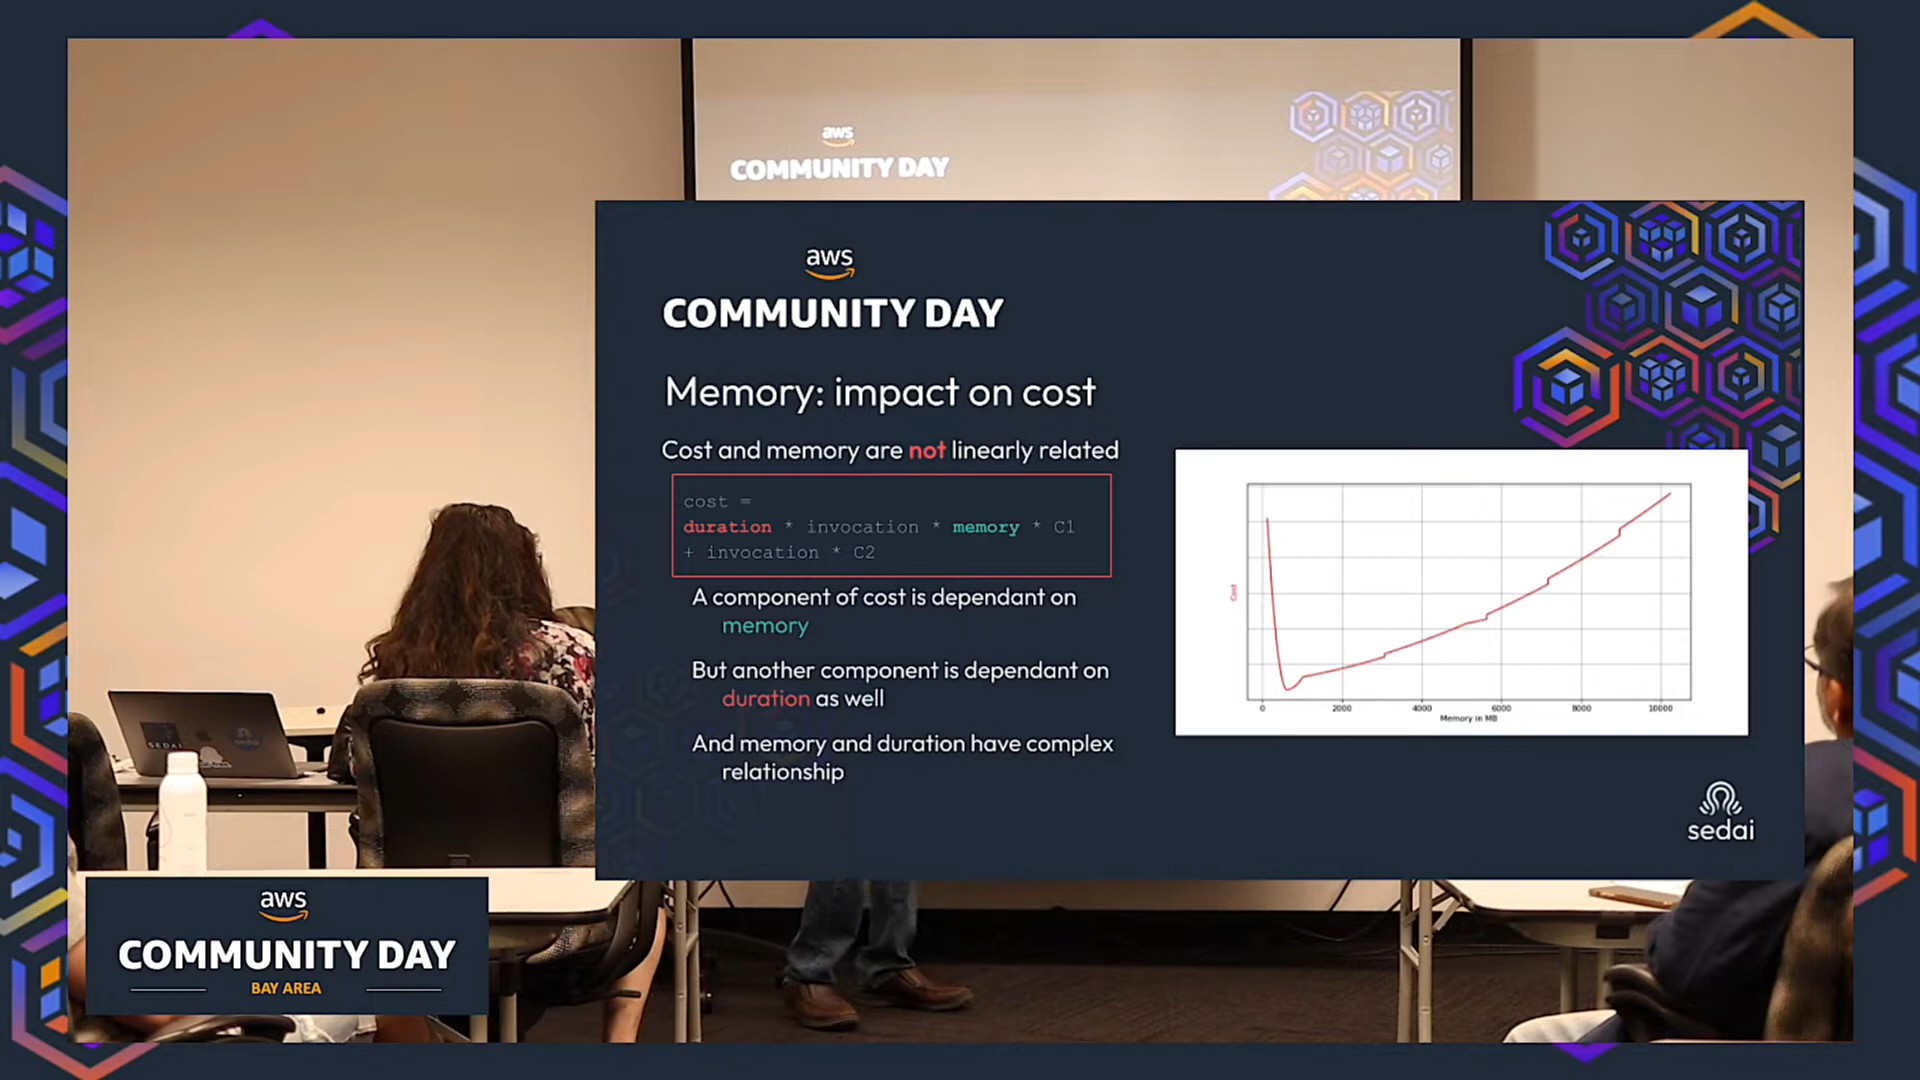 aws
COMMUNITY DAY
aws
COMMUNITY DAY
Memory: impact on cost
Cost and memory are not linearly related
cost =
duration * invocation * memory * C1
+ invocation * C2
A component of cost is dependant on
memory
But another component is dependant on
duration as well
And memory and duration have complex
relationship
Cost
0 2000 4000 6000 8000 10000
Memory in MB
sedai
SEDAI
sedai
aws
COMMUNITY DAY
BAY AREA